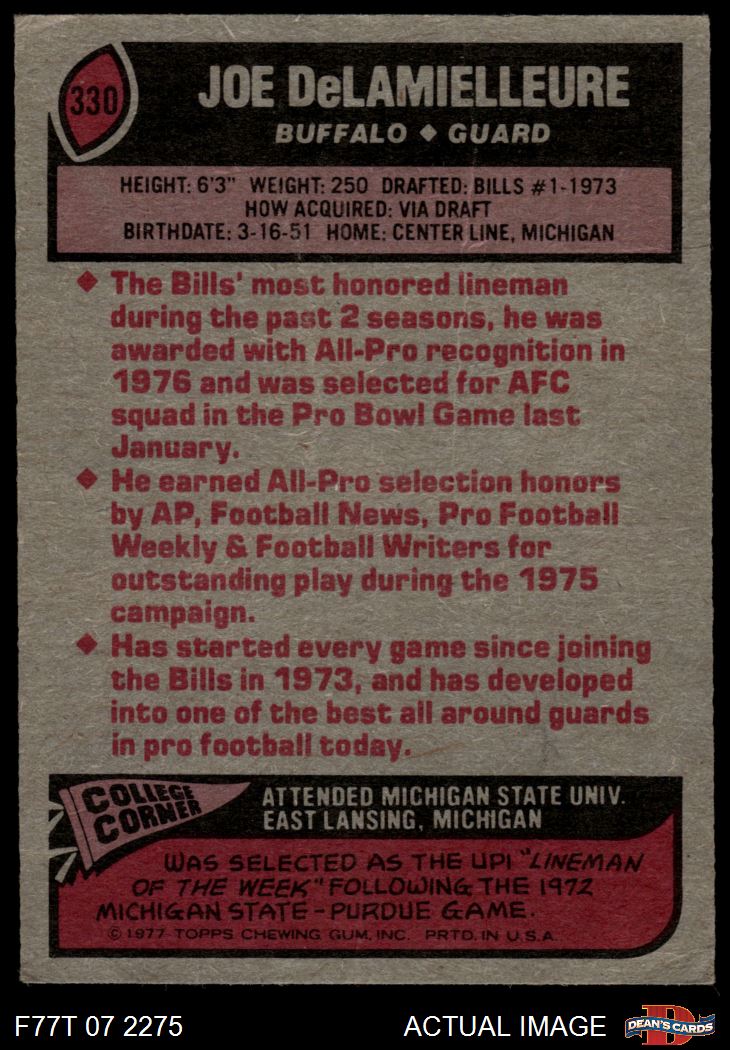 330
JOE DeLAMIELLEURE
BUFFALO ◆ GUARD
HEIGHT: 6'3" WEIGHT: 250 DRAFTED: BILLS #1-1973
HOW ACQUIRED: VIA DRAFT
BIRTHDATE: 3-16-51 HOME: CENTER LINE, MICHIGAN
◆ The Bills' most honored lineman
during the past 2 seasons, he was
awarded with All-Pro recognition in
1976 and was selected for AFC
squad in the Pro Bowl Game last
January.
◆ He earned All-Pro selection honors
by AP, Football News, Pro Football
Weekly & Football Writers for
outstanding play during the 1975
campaign.
◆ Has started every game since joining
the Bills in 1973, and has developed
into one of the best all around guards
in pro football today.
COLLEGE
CORNER
ATTENDED MICHIGAN STATE UNIV.
EAST LANSING, MICHIGAN
WAS SELECTED AS THE UPI "LINEMAN
OF THE WEEK" FOLLOWING THE 1972
MICHIGAN STATE - PURDUE GAME.
© 1977 TOPPS CHEWING GUM, INC. PRTD. IN U.S.A.
F77T 07 2275
ACTUAL IMAGE
D
DEAN'S CARDS